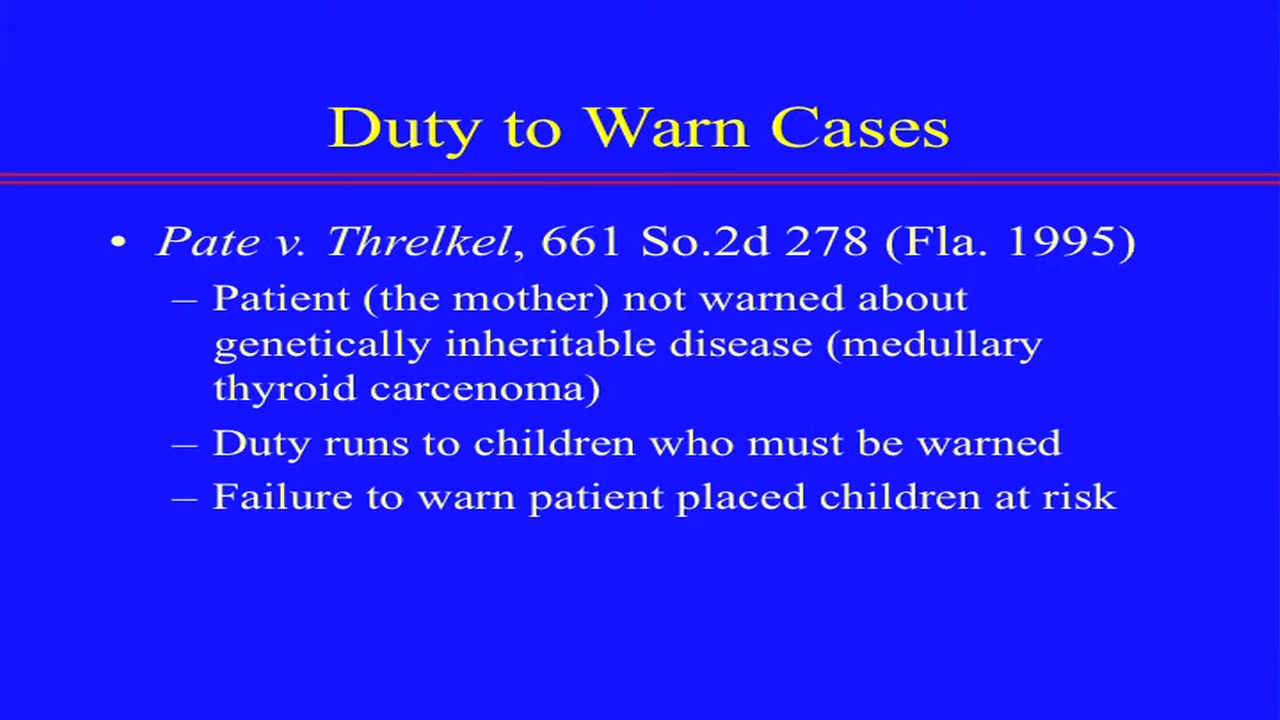 Duty to Warn Cases
• Pate v. Threlkel, 661 So.2d 278 (Fla. 1995)
– Patient (the mother) not warned about
genetically inheritable disease (medullary
thyroid carcenoma)
– Duty runs to children who must be warned
– Failure to warn patient placed children at risk